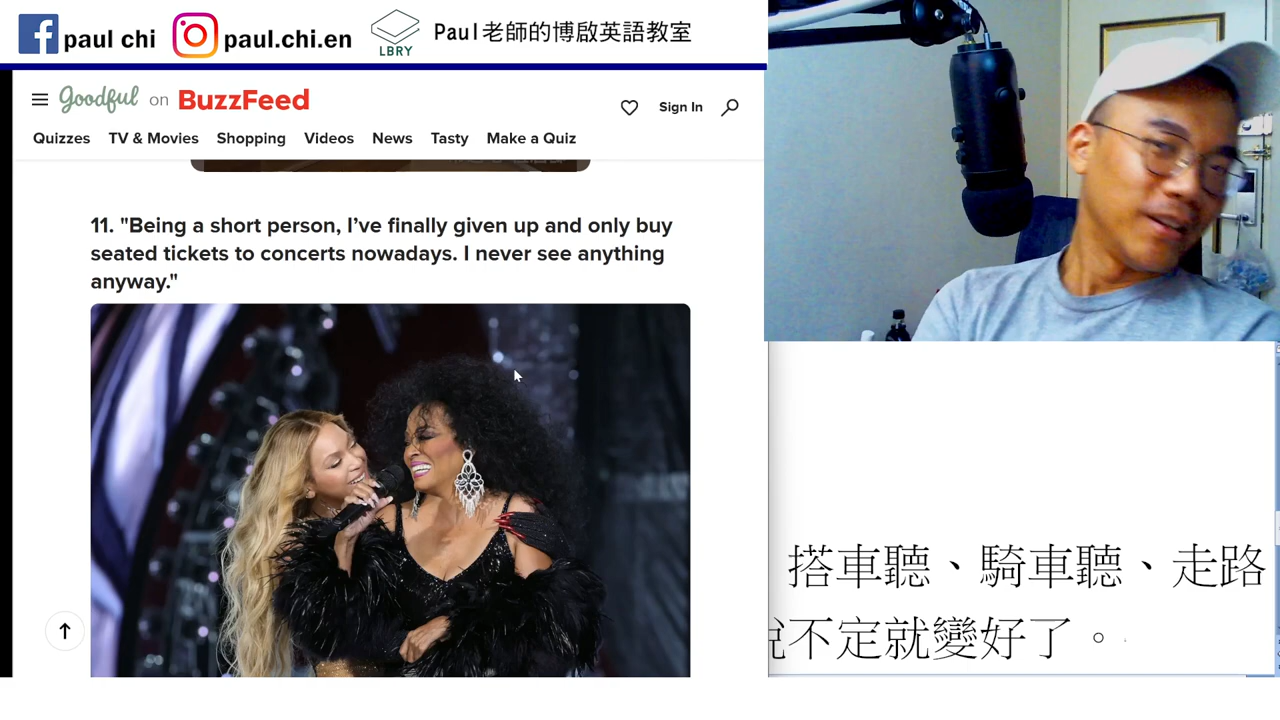 paul chi
paul.chi.en
LBRY
Paul老師的博啟英語教室
Goodful on BuzzFeed
Sign In
Quizzes TV & Movies Shopping Videos News Tasty Make a Quiz
11. "Being a short person, I’ve finally given up and only buy
seated tickets to concerts nowadays. I never see anything
anyway."
搭車聽、騎車聽、走路
說不定就變好了。